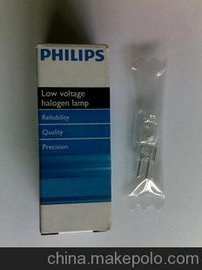 PHILIPS
Low voltage
halogen lamp
Reliability
Quality
Precision
china.makepolo.com